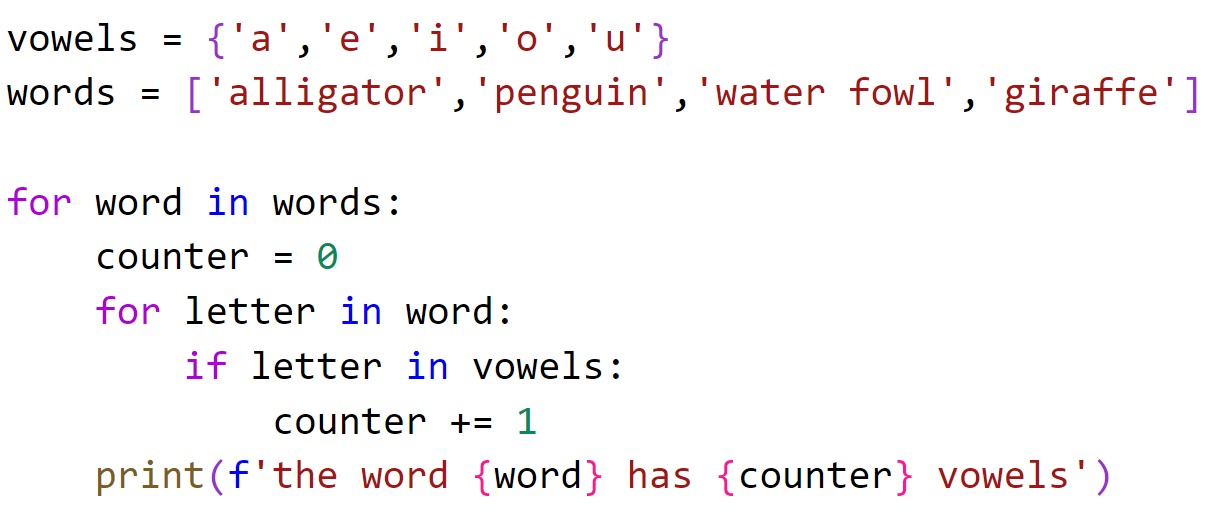 vowels = {'a','e','i','o','u'}
words = ['alligator','penguin','water fowl','giraffe']

for word in words:
    counter = 0
    for letter in word:
        if letter in vowels:
            counter += 1
    print(f'the word {word} has {counter} vowels')